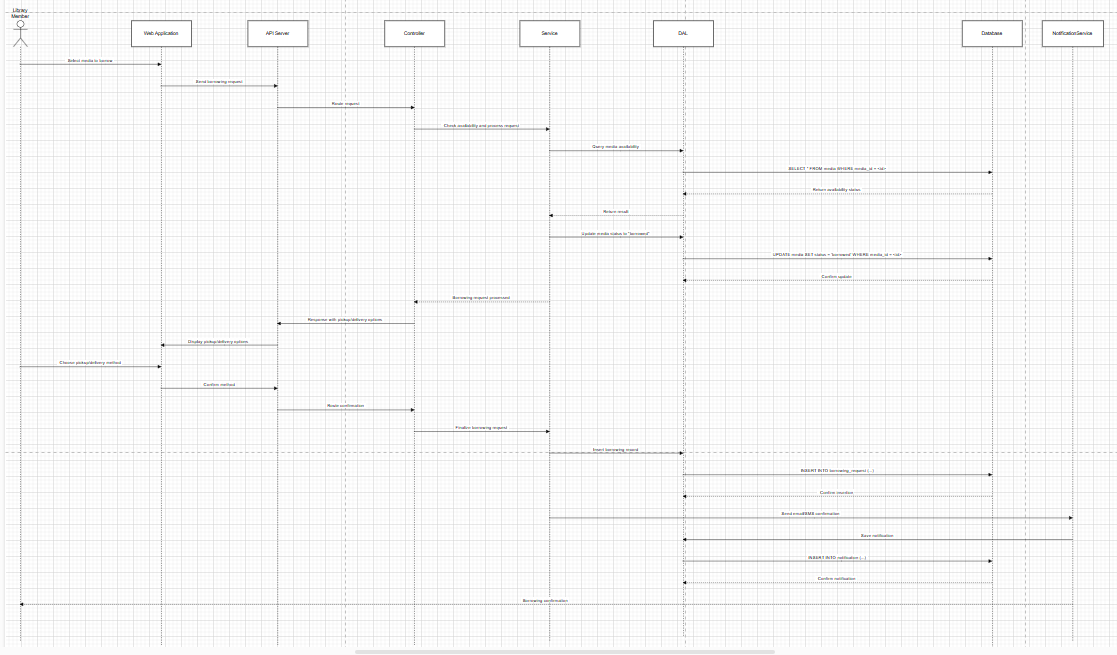 Library
Member
Web Application
API Server
Controller
Service
DAL
Database
NotificationService
Select media to borrow
Send borrowing request
Route request
Check availability and process request
Query media availability
SELECT * FROM media WHERE media_id = <id>
Return availability status
Return result
Update media status to "borrowed"
UPDATE media SET status = 'borrowed' WHERE media_id = <id>
Confirm update
Borrowing request processed
Response with pickup/delivery options
Display pickup/delivery options
Choose pickup/delivery method
Confirm method
Route confirmation
Finalize borrowing request
Insert borrowing record
INSERT INTO borrowing_request (...)
Confirm insertion
Send email/SMS confirmation
Save notification
INSERT INTO notification (...)
Confirm notification
Borrowing confirmation